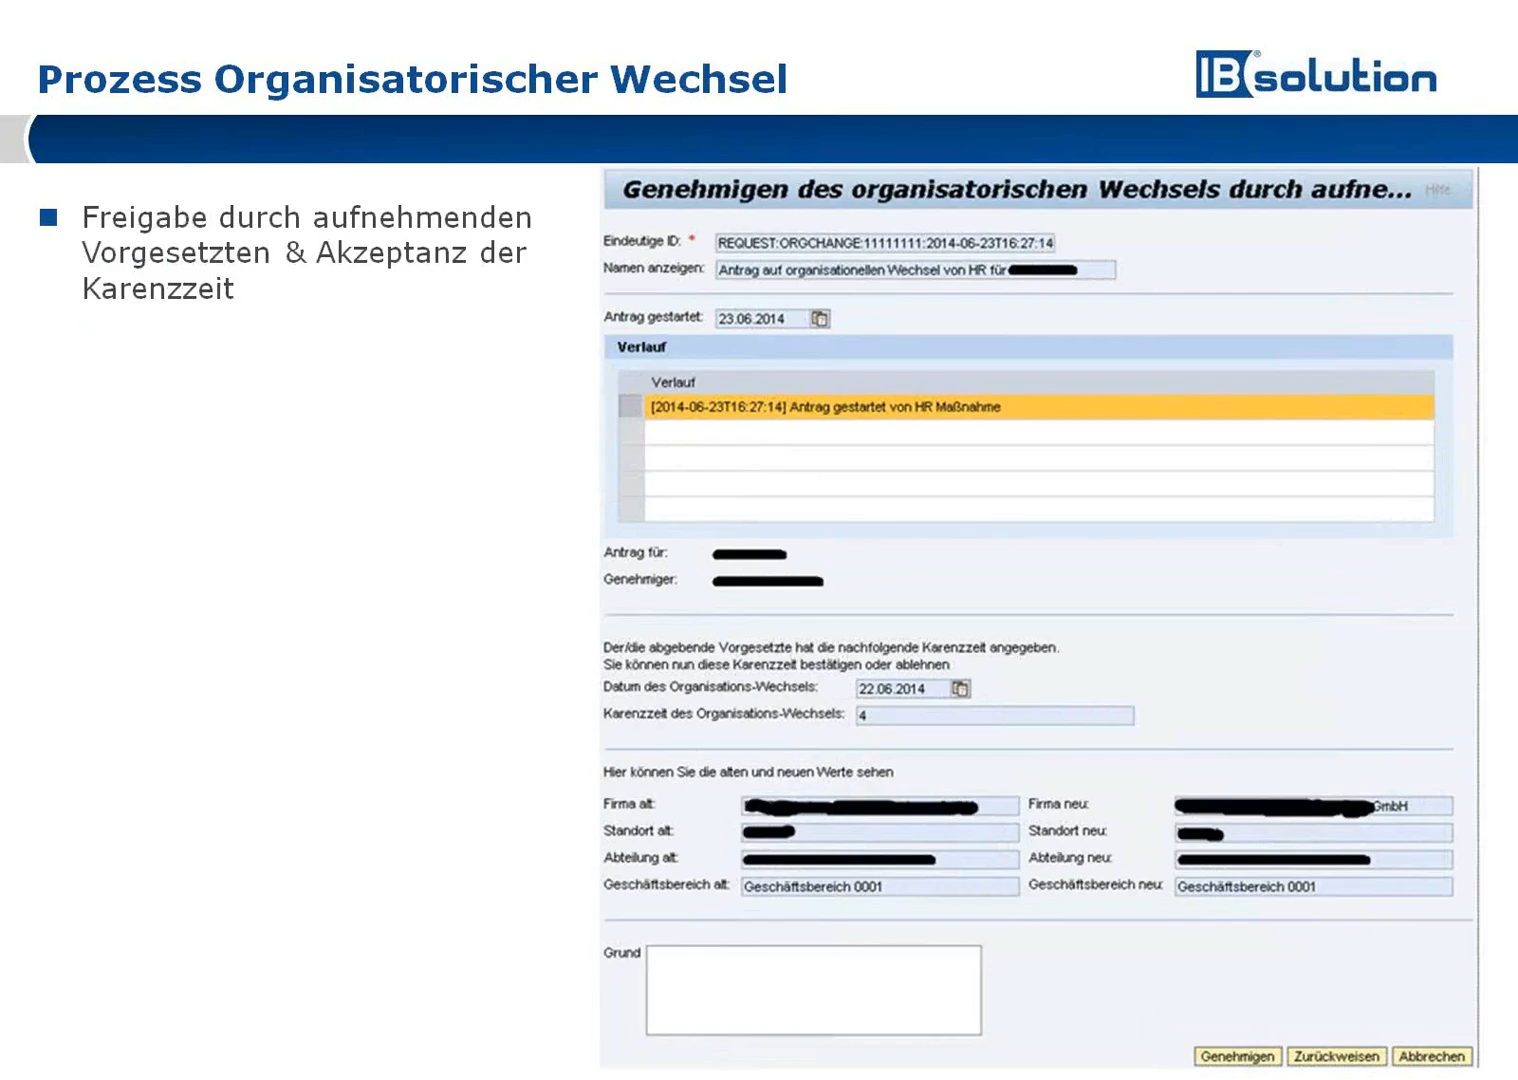 Prozess Organisatorischer Wechsel
IBsolution
Freigabe durch aufnehmenden
Vorgesetzten & Akzeptanz der
Karenzzeit
Genehmigen des organisatorischen Wechsels durch aufne... Hilfe
Eindeutige ID: * REQUEST:ORGCHANGE:11111111:2014-06-23T16:27:14
Namen anzeigen: Antrag auf organisationellen Wechsel von HR für
Antrag gestartet: 23.06.2014
Verlauf
Verlauf
[2014-06-23T16:27:14] Antrag gestartet von HR Maßnahme
Antrag für:
Genehmiger:
Der/die abgebende Vorgesetzte hat die nachfolgende Karenzzeit angegeben.
Sie können nun diese Karenzzeit bestätigen oder ablehnen
Datum des Organisations-Wechsels: 22.06.2014
Karenzzeit des Organisations-Wechsels: 4
Hier können Sie die alten und neuen Werte sehen
Firma alt: Firma neu: GmbH
Standort alt: Standort neu:
Abteilung alt: Abteilung neu:
Geschäftsbereich alt: Geschäftsbereich 0001 Geschäftsbereich neu: Geschäftsbereich 0001
Grund
Genehmigen Zurückweisen Abbrechen